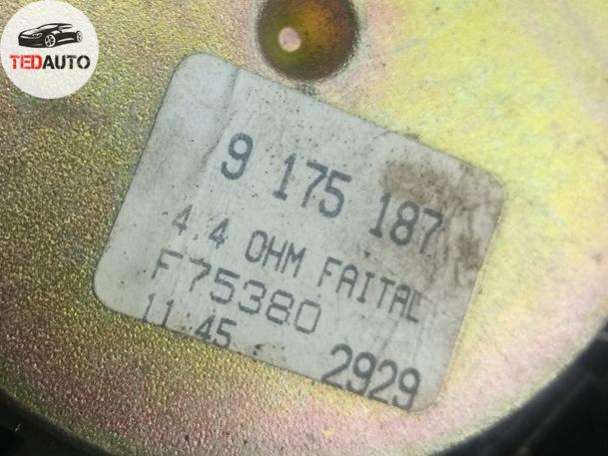 TEDAUTO
9 175 187
4.4 OHM FAITAL
F75380
11.45 2929